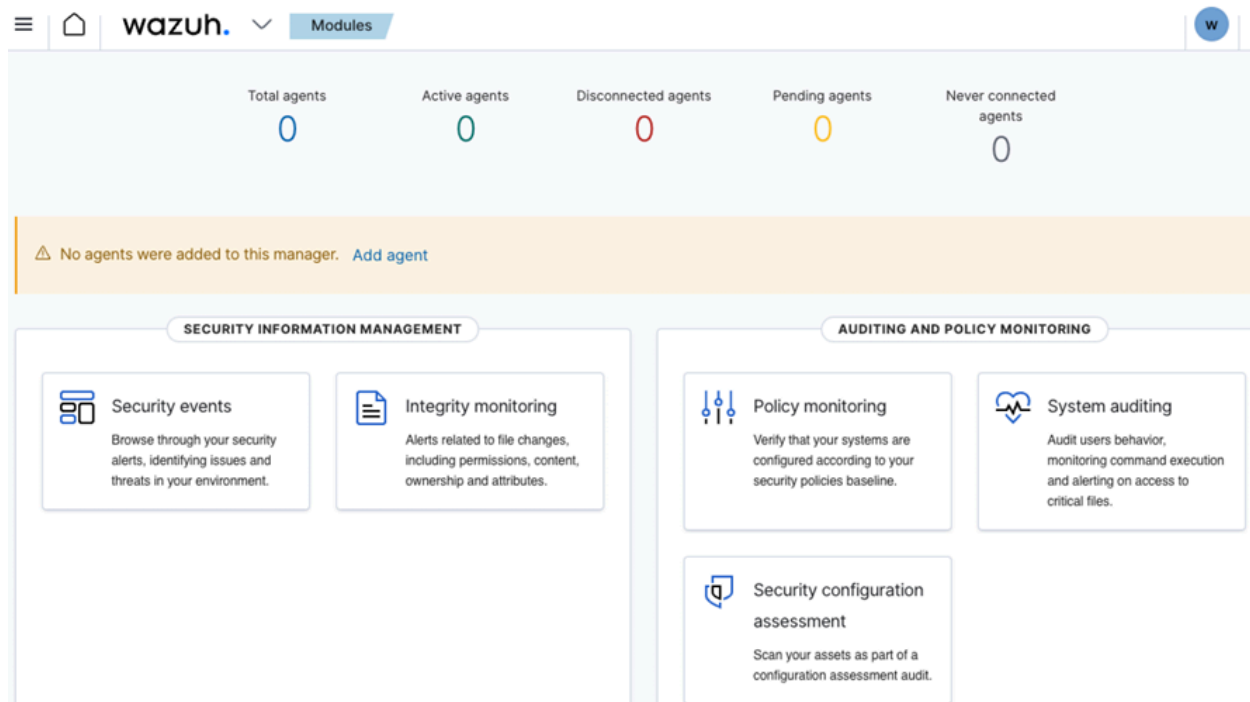 wazuh.
Modules
W
Total agents
0
Active agents
0
Disconnected agents
0
Pending agents
0
Never connected
agents
0
No agents were added to this manager. Add agent
SECURITY INFORMATION MANAGEMENT
Security events
Browse through your security
alerts, identifying issues and
threats in your environment.
Integrity monitoring
Alerts related to file changes,
including permissions, content,
ownership and attributes.
AUDITING AND POLICY MONITORING
Policy monitoring
Verify that your systems are
configured according to your
security policies baseline.
System auditing
Audit users behavior,
monitoring command execution
and alerting on access to
critical files.
Security configuration
assessment
Scan your assets as part of a
configuration assessment audit.